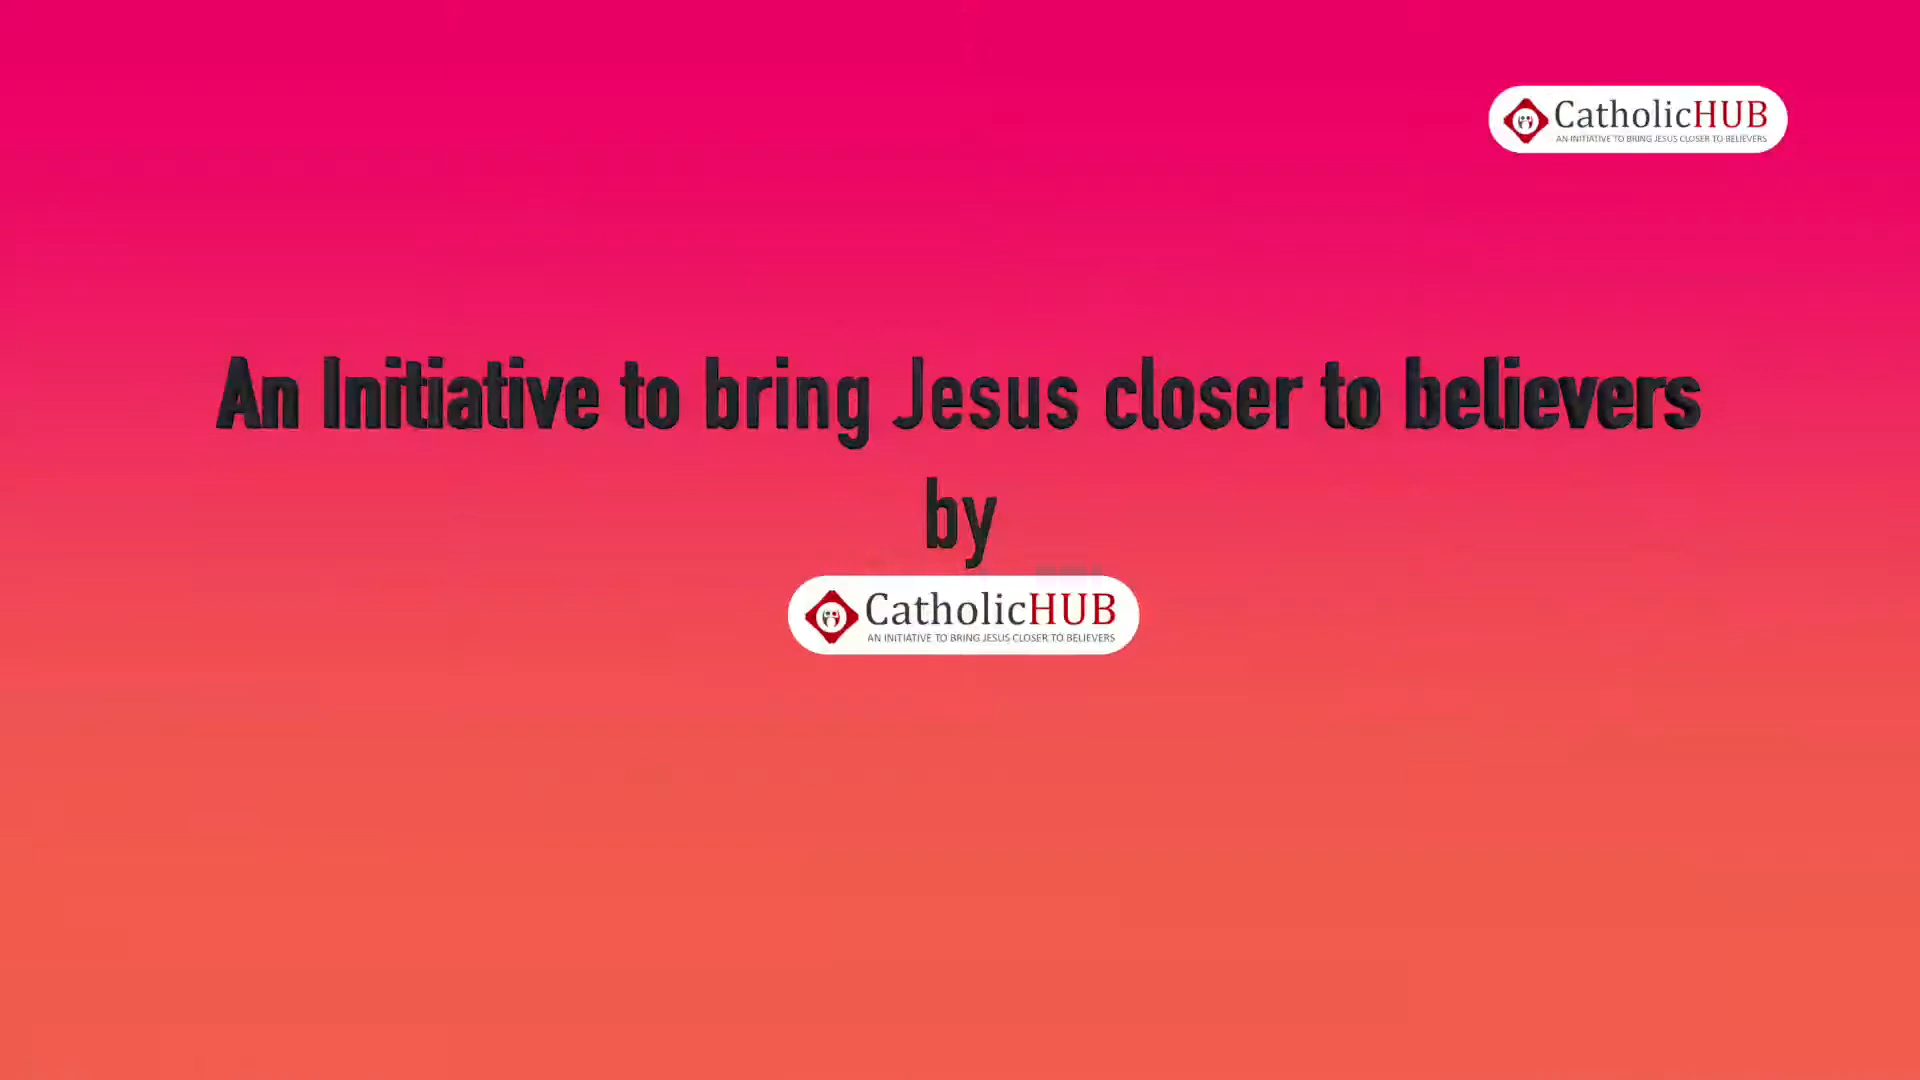 CatholicHUB
AN INITIATIVE TO BRING JESUS CLOSER TO BELIEVERS
An Initiative to bring Jesus closer to believers
by
CatholicHUB
AN INITIATIVE TO BRING JESUS CLOSER TO BELIEVERS